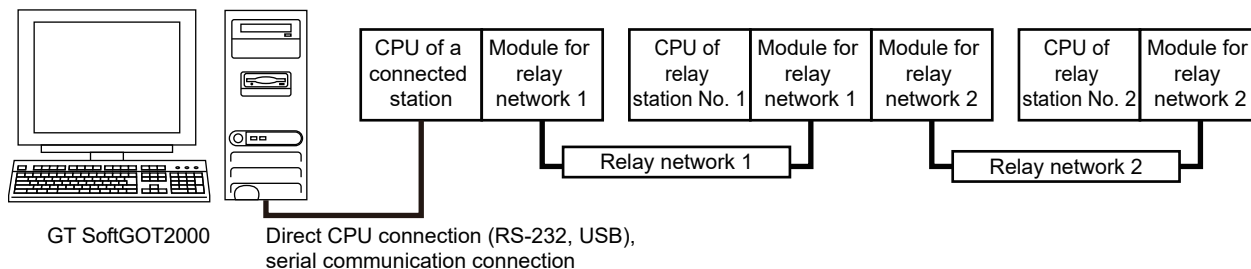 CPU of a
connected
station
Module for
relay
network 1
CPU of
relay
station No. 1
Module for
relay
network 1
Module for
relay
network 2
CPU of
relay
station No. 2
Module for
relay
network 2
Relay network 1
Relay network 2
GT SoftGOT2000
Direct CPU connection (RS-232, USB),
serial communication connection